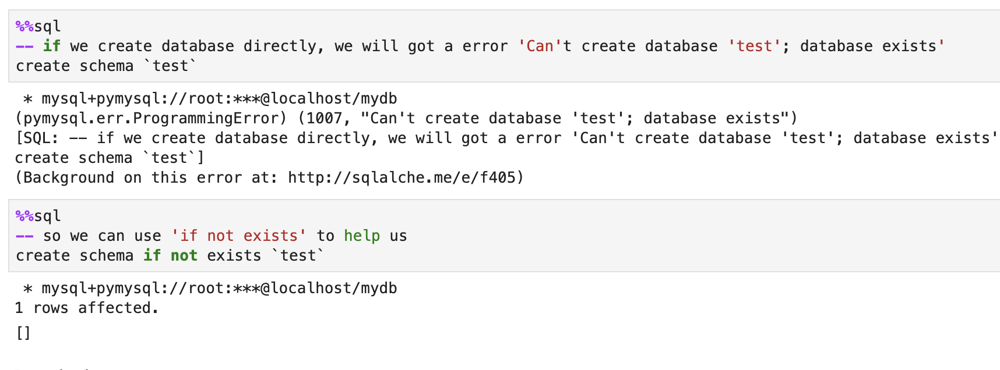 %%sql
-- if we create database directly, we will got a error 'Can't create database 'test'; database exists'
create schema `test`
* mysql+pymysql://root:***@localhost/mydb
(pymysql.err.ProgrammingError) (1007, "Can't create database 'test'; database exists")
[SQL: -- if we create database directly, we will got a error 'Can't create database 'test'; database exists'
create schema `test`]
(Background on this error at: http://sqlalche.me/e/f405)
%%sql
-- so we can use 'if not exists' to help us
create schema if not exists `test`
* mysql+pymysql://root:***@localhost/mydb
1 rows affected.
[]